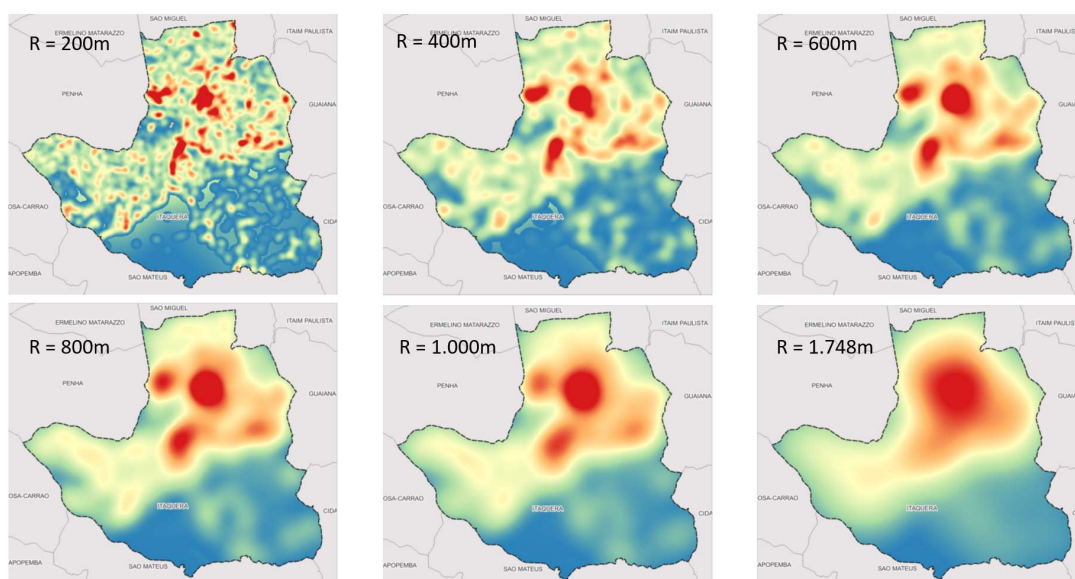 SAO MIGUEL
ERMELINO MATARAZZO
R = 200m
ITAIM PAULISTA
PENHA
GUAIANA
OSA-CARRAO
ITAQUERA
CIDA
APOPEMBA
SAO MATEUS
SAO MIGUEL
ERMELINO MATARAZZO
R = 400m
ITAIM PAULISTA
PENHA
GUAIANA
OSA-CARRAO
ITAQUERA
CIDA
APOPEMBA
SAO MATEUS
SAO MIGUEL
ERMELINO MATARAZZO
R = 600m
ITAIM PAULISTA
PENHA
GUAIANA
OSA-CARRAO
ITAQUERA
CIDA
APOPEMBA
SAO MATEUS
SAO MIGUEL
ERMELINO MATARAZZO
R = 800m
ITAIM PAULISTA
PENHA
GUAIANA
OSA-CARRAO
ITAQUERA
CIDA
APOPEMBA
SAO MATEUS
SAO MIGUEL
ERMELINO MATARAZZO
R = 1.000m
ITAIM PAULISTA
PENHA
GUAIANA
OSA-CARRAO
ITAQUERA
CIDA
APOPEMBA
SAO MATEUS
SAO MIGUEL
ERMELINO MATARAZZO
R = 1.748m
ITAIM PAULISTA
PENHA
GUAIANA
OSA-CARRAO
ITAQUERA
CIDA
APOPEMBA
SAO MATEUS